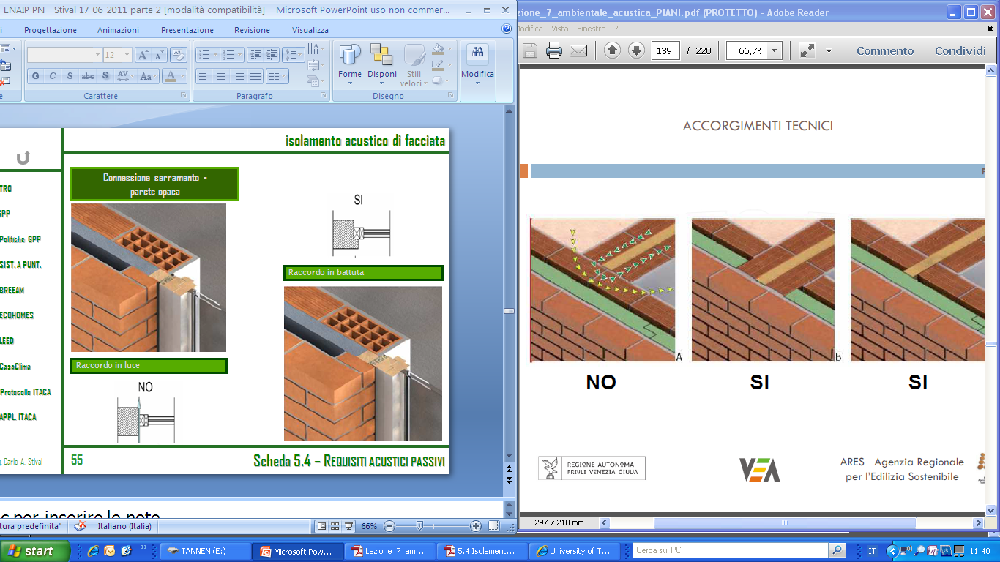 ENAIP PN - Stival 17-06-2011 parte 2 [modalità compatibilità] - Microsoft PowerPoint uso non commer...
Progettazione Animazioni Presentazione Revisione Visualizza
12
G C S abc S AV Aa A
Forme Disponi Stili veloci Modifica
Carattere Paragrafo Disegno
isolamento acustico di facciata
Connessione serramento -
parete opaca
SI
Raccordo in battuta
Raccordo in luce
NO
TRO
GPP
Politiche GPP
SIST. A PUNT.
BREEAM
ECOHOMES
LEED
CasaClima
Protocollo ITACA
APPL. ITACA
Carlo A. Stival
55
Scheda 5.4 – REQUISITI ACUSTICI PASSIVI
c per inserire le note
tura predefinita" Italiano (Italia) 66%
zione_7_ambientale_acustica_PIANI.pdf (PROTETTO) - Adobe Reader
Modifica Vista Finestra ?
139 / 220 66,7% Commento Condividi
ACCORGIMENTI TECNICI
A B
NO SI SI
REGIONE AUTONOMA
FRIULI VENEZIA GIULIA
VEA
ARES Agenzia Regionale
per l'Edilizia Sostenibile
297 x 210 mm
start TANNEN (E:) Microsoft Pow... Lezione_7_am... 5.4 Isolament... University of T... Cerca sul PC IT 11.40